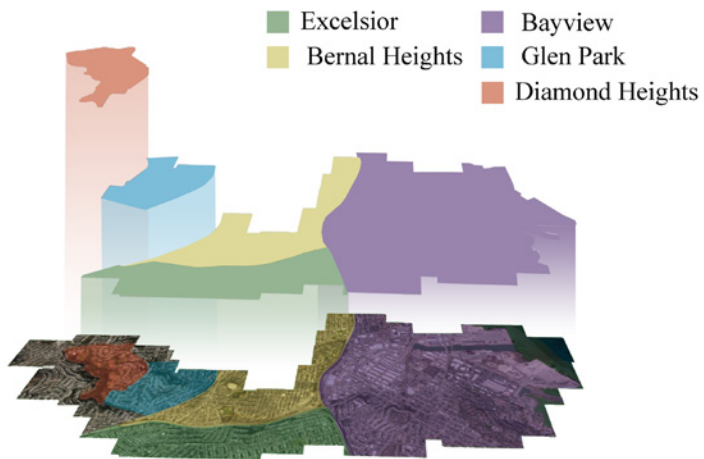 Excelsior
Bernal Heights
Bayview
Glen Park
Diamond Heights